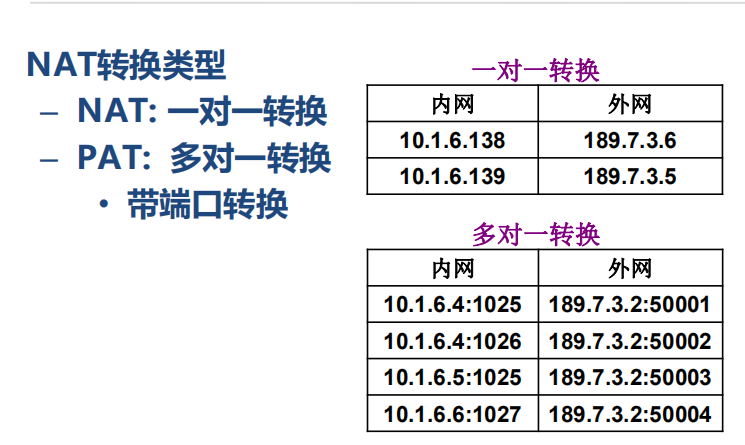 NAT转换类型
– NAT: 一对一转换
– PAT: 多对一转换
• 带端口转换
一对一转换
内网 外网
10.1.6.138 189.7.3.6
10.1.6.139 189.7.3.5
多对一转换
内网 外网
10.1.6.4:1025 189.7.3.2:50001
10.1.6.4:1026 189.7.3.2:50002
10.1.6.5:1025 189.7.3.2:50003
10.1.6.6:1027 189.7.3.2:50004